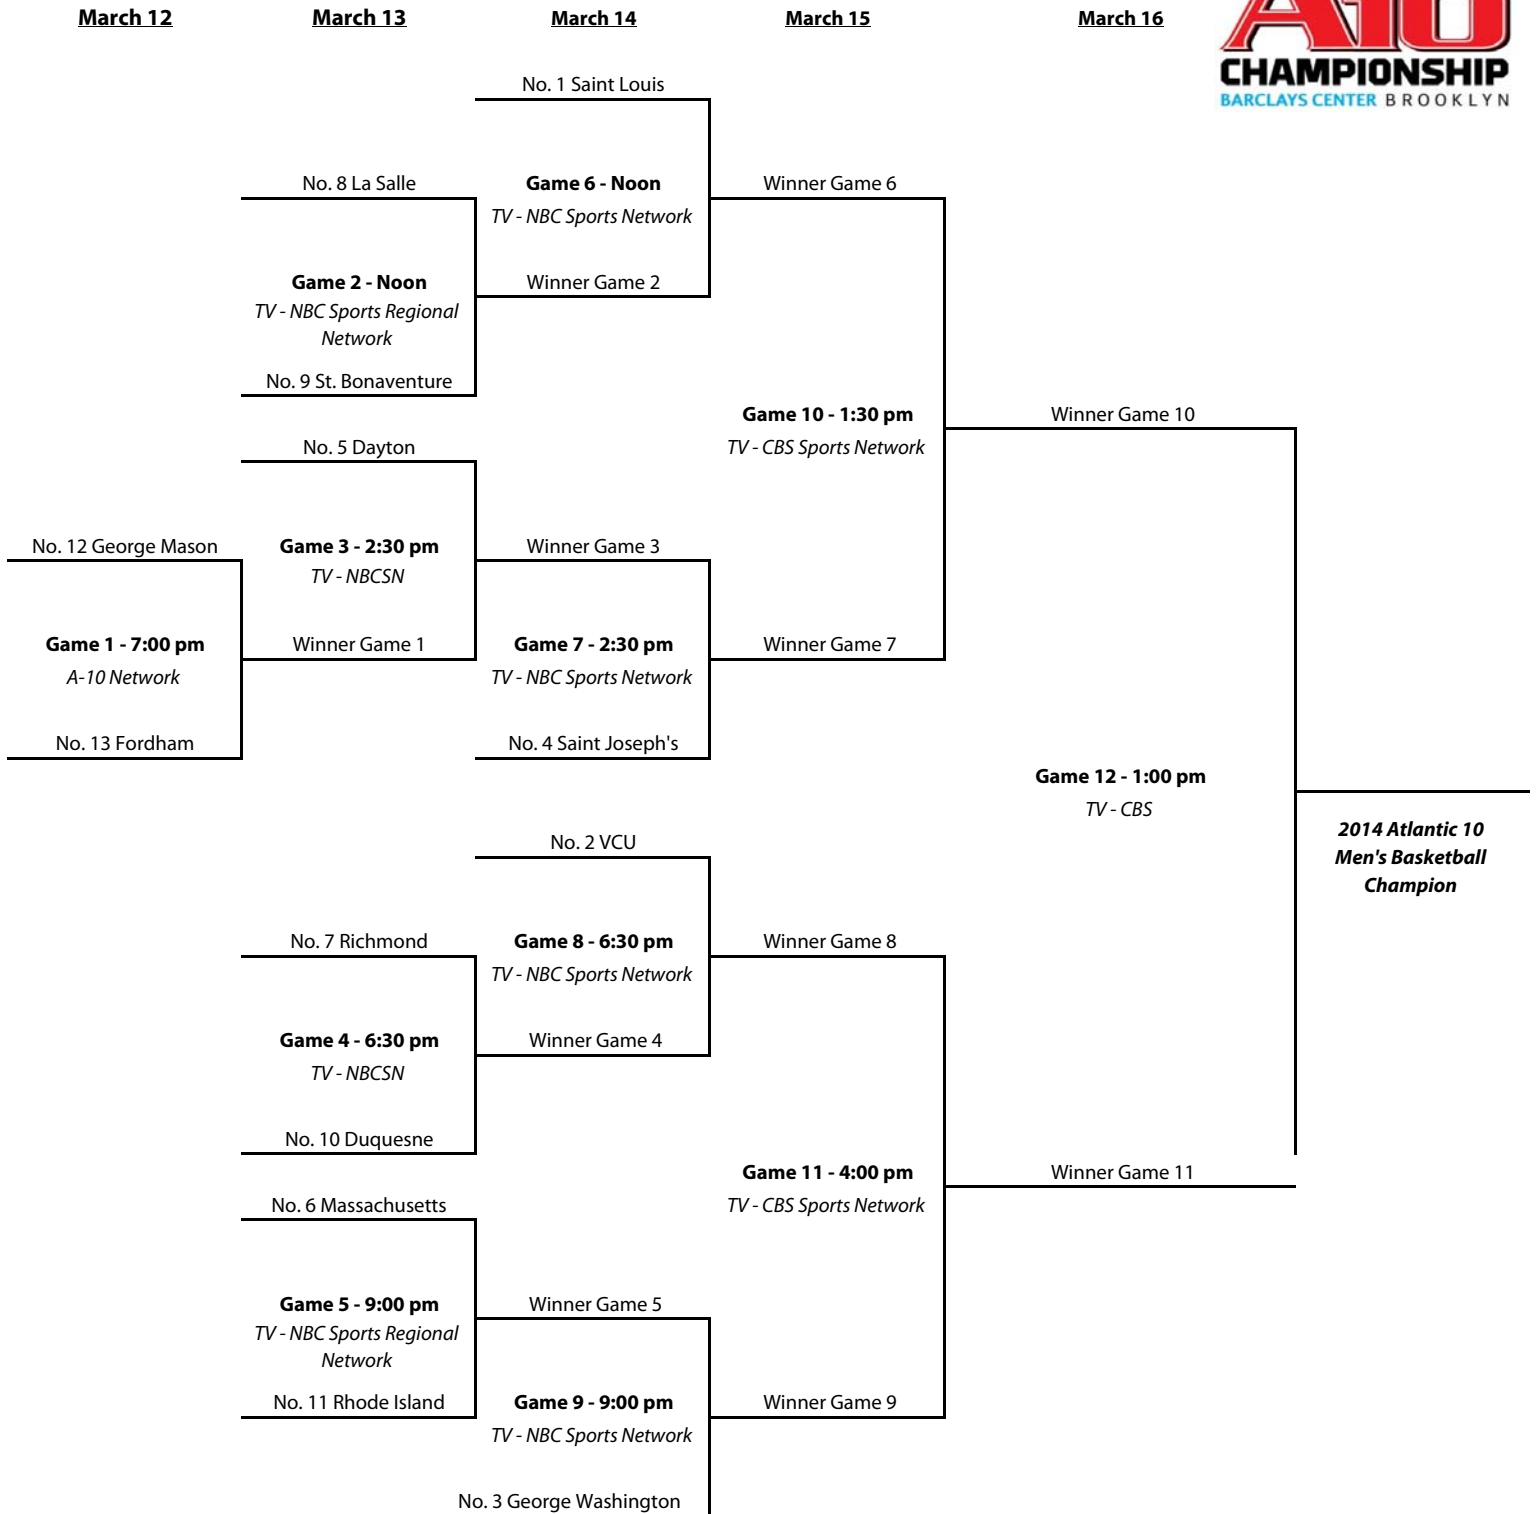 March 12
March 13
March 14
March 15
March 16
A10
CHAMPIONSHIP
BARCLAYS CENTER BROOKLYN
No. 1 Saint Louis
No. 8 La Salle
Game 6 - Noon
Winner Game 6
TV - NBC Sports Network
Game 2 - Noon
Winner Game 2
TV - NBC Sports Regional
Network
No. 9 St. Bonaventure
Game 10 - 1:30 pm
Winner Game 10
No. 5 Dayton
TV - CBS Sports Network
No. 12 George Mason
Game 3 - 2:30 pm
Winner Game 3
TV - NBCSN
Game 1 - 7:00 pm
Winner Game 1
Game 7 - 2:30 pm
Winner Game 7
A-10 Network
TV - NBC Sports Network
No. 13 Fordham
No. 4 Saint Joseph's
Game 12 - 1:00 pm
TV - CBS
2014 Atlantic 10
Men's Basketball
Champion
No. 2 VCU
No. 7 Richmond
Game 8 - 6:30 pm
Winner Game 8
TV - NBC Sports Network
Game 4 - 6:30 pm
Winner Game 4
TV - NBCSN
No. 10 Duquesne
Game 11 - 4:00 pm
Winner Game 11
No. 6 Massachusetts
TV - CBS Sports Network
Game 5 - 9:00 pm
Winner Game 5
TV - NBC Sports Regional
Network
No. 11 Rhode Island
Game 9 - 9:00 pm
Winner Game 9
TV - NBC Sports Network
No. 3 George Washington